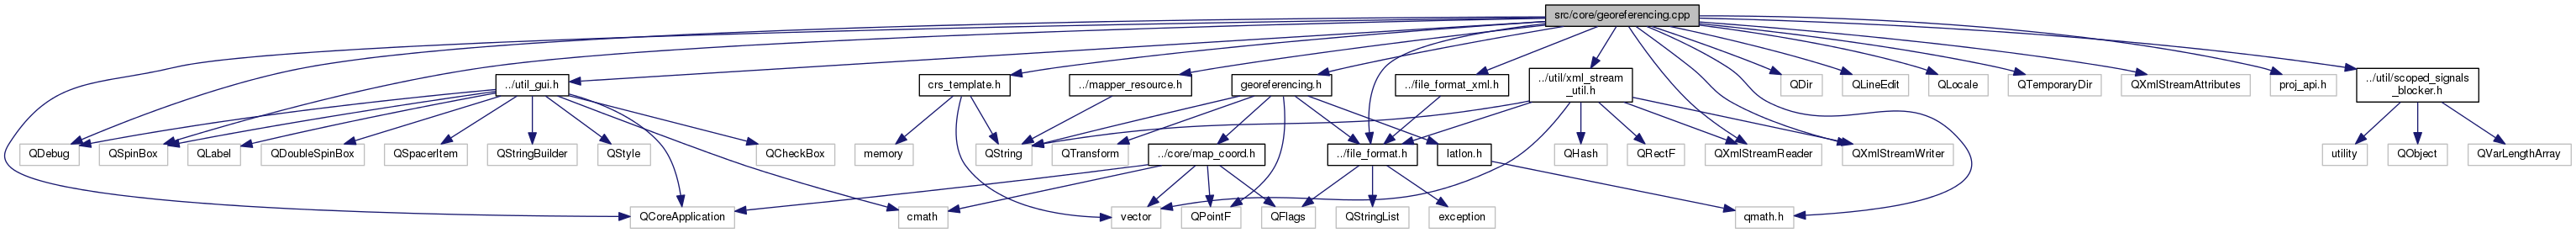 src/core/georeferencing.cpp
../util_gui.h
crs_template.h
../mapper_resource.h
georeferencing.h
../file_format_xml.h
../util/xml_stream
_util.h
QDir
QLineEdit
QLocale
QTemporaryDir
QXmlStreamAttributes
proj_api.h
../util/scoped_signals
_blocker.h
QDebug
QSpinBox
QLabel
QDoubleSpinBox
QSpacerItem
QStringBuilder
QStyle
QCheckBox
memory
QString
QTransform
../core/map_coord.h
../file_format.h
latlon.h
QHash
QRectF
QXmlStreamReader
QXmlStreamWriter
utility
QObject
QVarLengthArray
QCoreApplication
cmath
vector
QPointF
QFlags
QStringList
exception
qmath.h